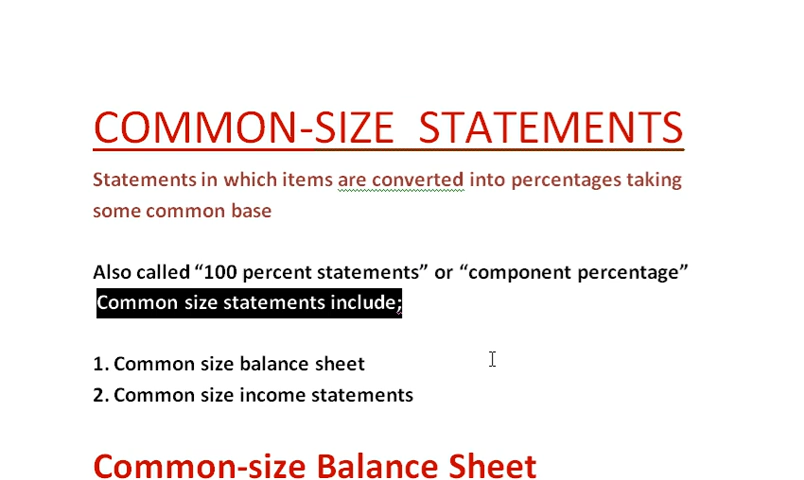 COMMON-SIZE STATEMENTS
Statements in which items are converted into percentages taking
some common base
Also called “100 percent statements” or “component percentage”
Common size statements include;
1. Common size balance sheet
2. Common size income statements
Common-size Balance Sheet